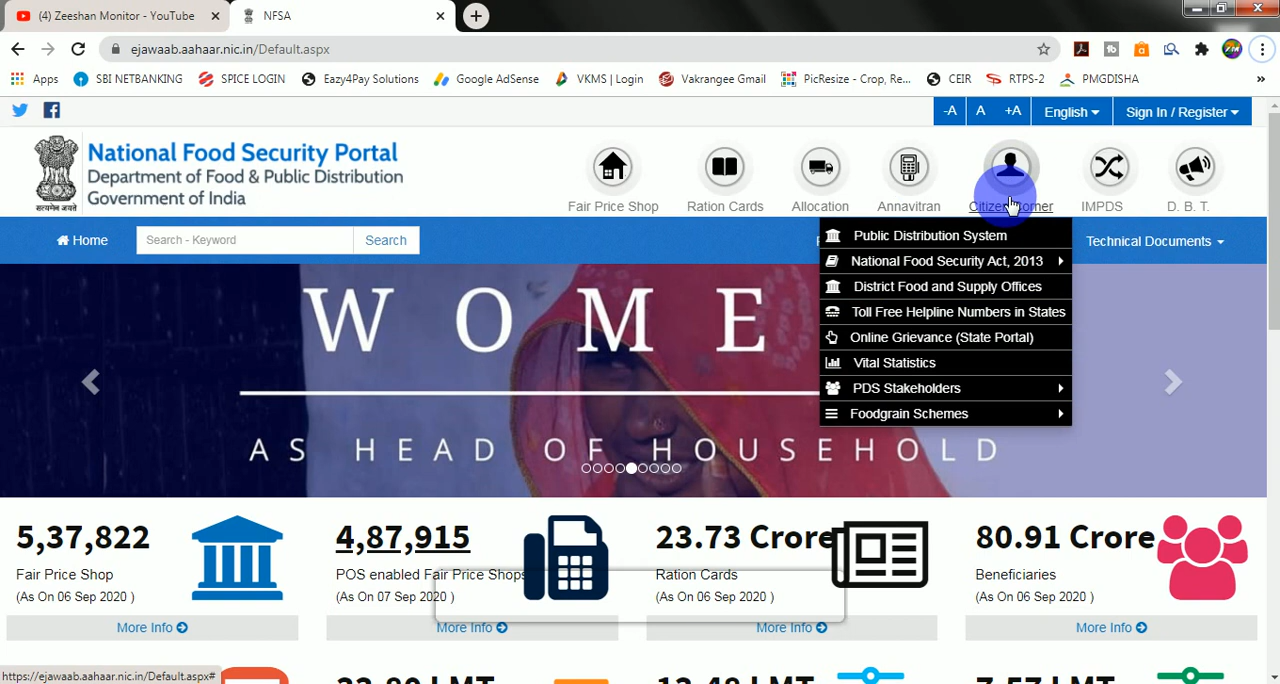 (4) Zeeshan Monitor - YouTube
NFSA
ejawaab.aahaar.nic.in/Default.aspx
Apps SBI NETBANKING SPICE LOGIN Eazy4Pay Solutions Google AdSense VKMS | Login Vakrangee Gmail PicResize - Crop, Re... CEIR RTPS-2 PMGDISHA »
-A A +A English Sign In / Register
National Food Security Portal
Department of Food & Public Distribution
Government of India
सत्यमेव जयते
Fair Price Shop Ration Cards Allocation Annavitran Citizen Corner IMPDS D. B. T.
Home Search - Keyword Search Technical Documents
Public Distribution System
National Food Security Act, 2013
District Food and Supply Offices
Toll Free Helpline Numbers in States
Online Grievance (State Portal)
Vital Statistics
PDS Stakeholders
Foodgrain Schemes
WOME
AS HEAD OF HOUSEHOLD
5,37,822 4,87,915 23.73 Crore 80.91 Crore
Fair Price Shop POS enabled Fair Price Shops Ration Cards Beneficiaries
(As On 06 Sep 2020 ) (As On 07 Sep 2020 ) (As On 06 Sep 2020 ) (As On 06 Sep 2020 )
More Info More Info More Info More Info
https://ejawaab.aahaar.nic.in/Default.aspx#